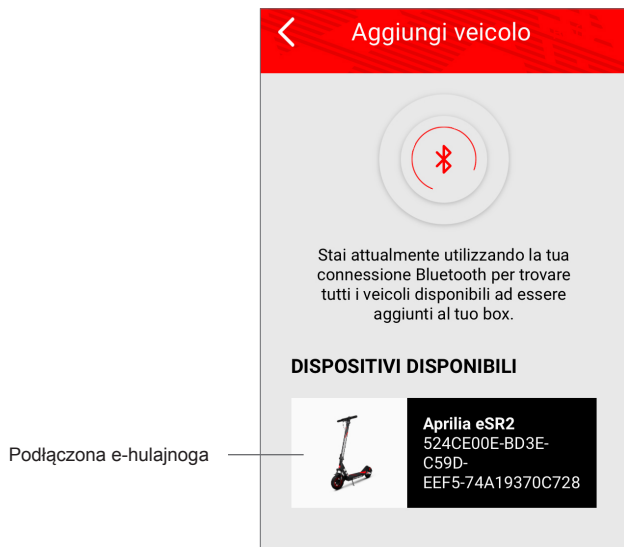 Aggiungi veicolo
Stai attualmente utilizzando la tua
connessione Bluetooth per trovare
tutti i veicoli disponibili ad essere
aggiunti al tuo box.
DISPOSITIVI DISPONIBILI
Podłączona e-hulajnoga
Aprilia eSR2
524CE00E-BD3E-
C59D-
EEF5-74A19370C728